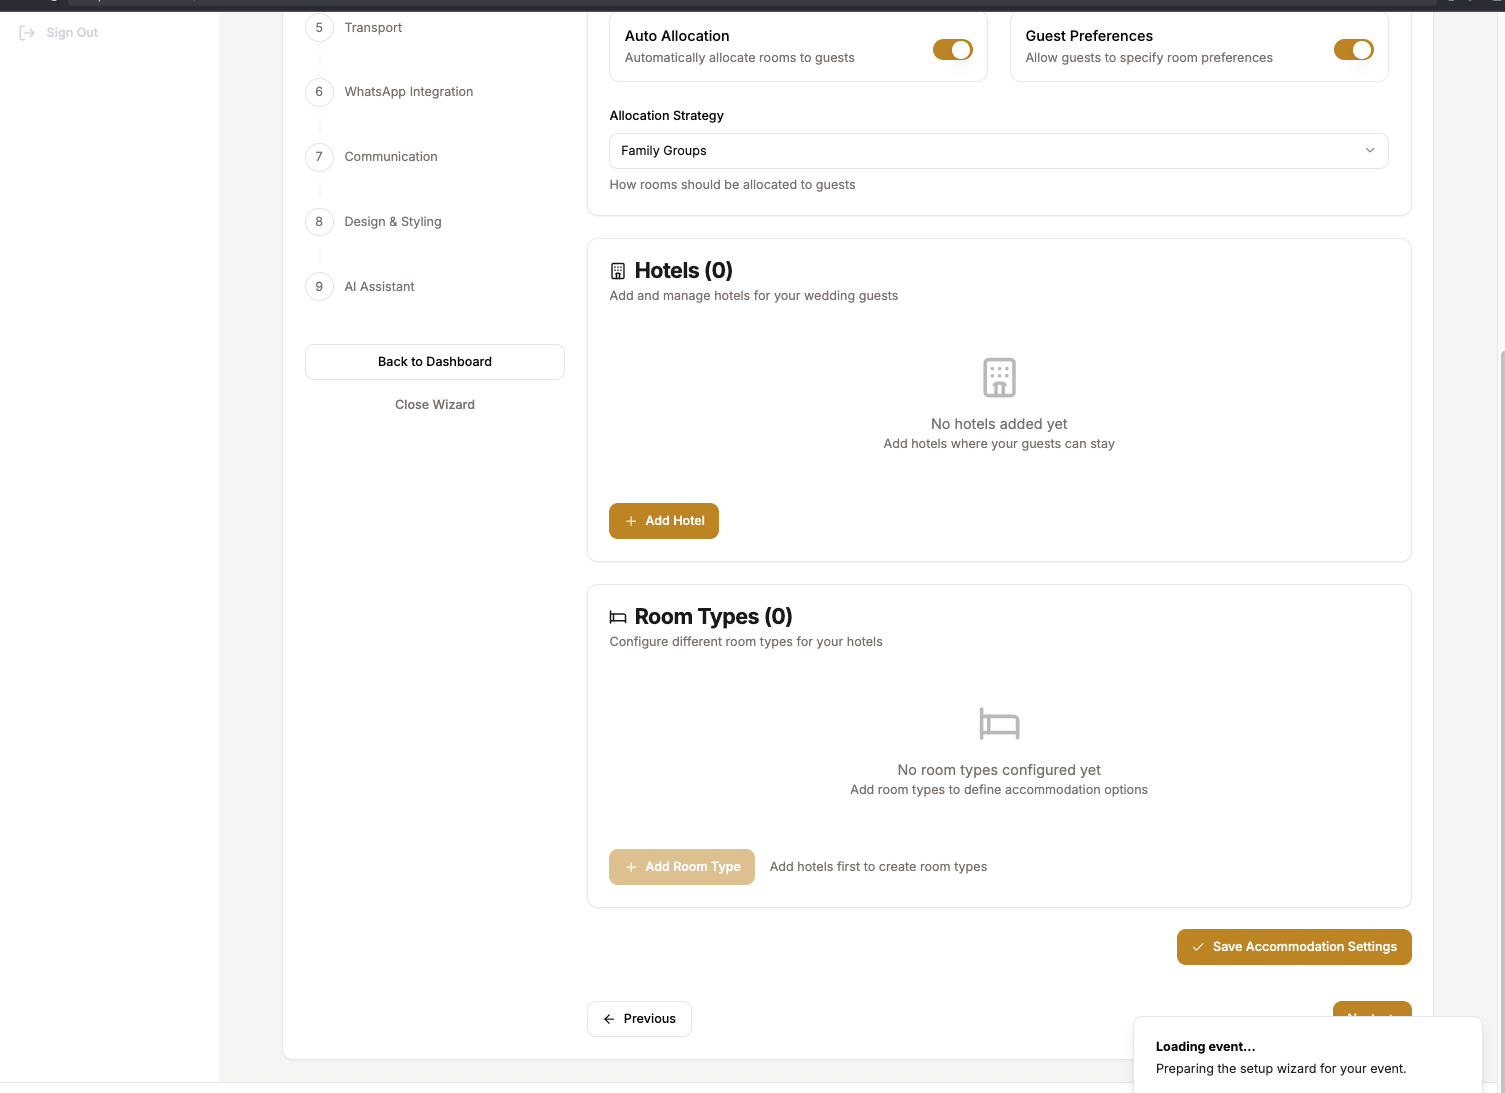 Sign Out
5 Transport
6 WhatsApp Integration
7 Communication
8 Design & Styling
9 AI Assistant
Back to Dashboard
Close Wizard
Auto Allocation
Automatically allocate rooms to guests
Guest Preferences
Allow guests to specify room preferences
Allocation Strategy
Family Groups
How rooms should be allocated to guests
Hotels (0)
Add and manage hotels for your wedding guests
No hotels added yet
Add hotels where your guests can stay
+ Add Hotel
Room Types (0)
Configure different room types for your hotels
No room types configured yet
Add room types to define accommodation options
+ Add Room Type Add hotels first to create room types
Save Accommodation Settings
Previous
Loading event...
Preparing the setup wizard for your event.